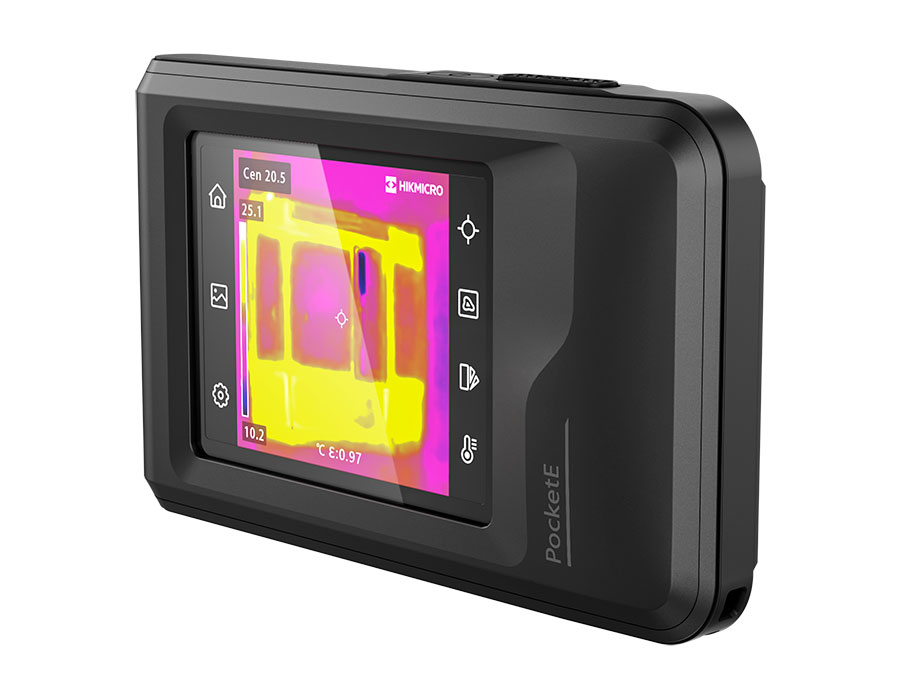 Cen 20.5
HIKMICRO
25.1
10.2
℃ ε:0.97
PocketE